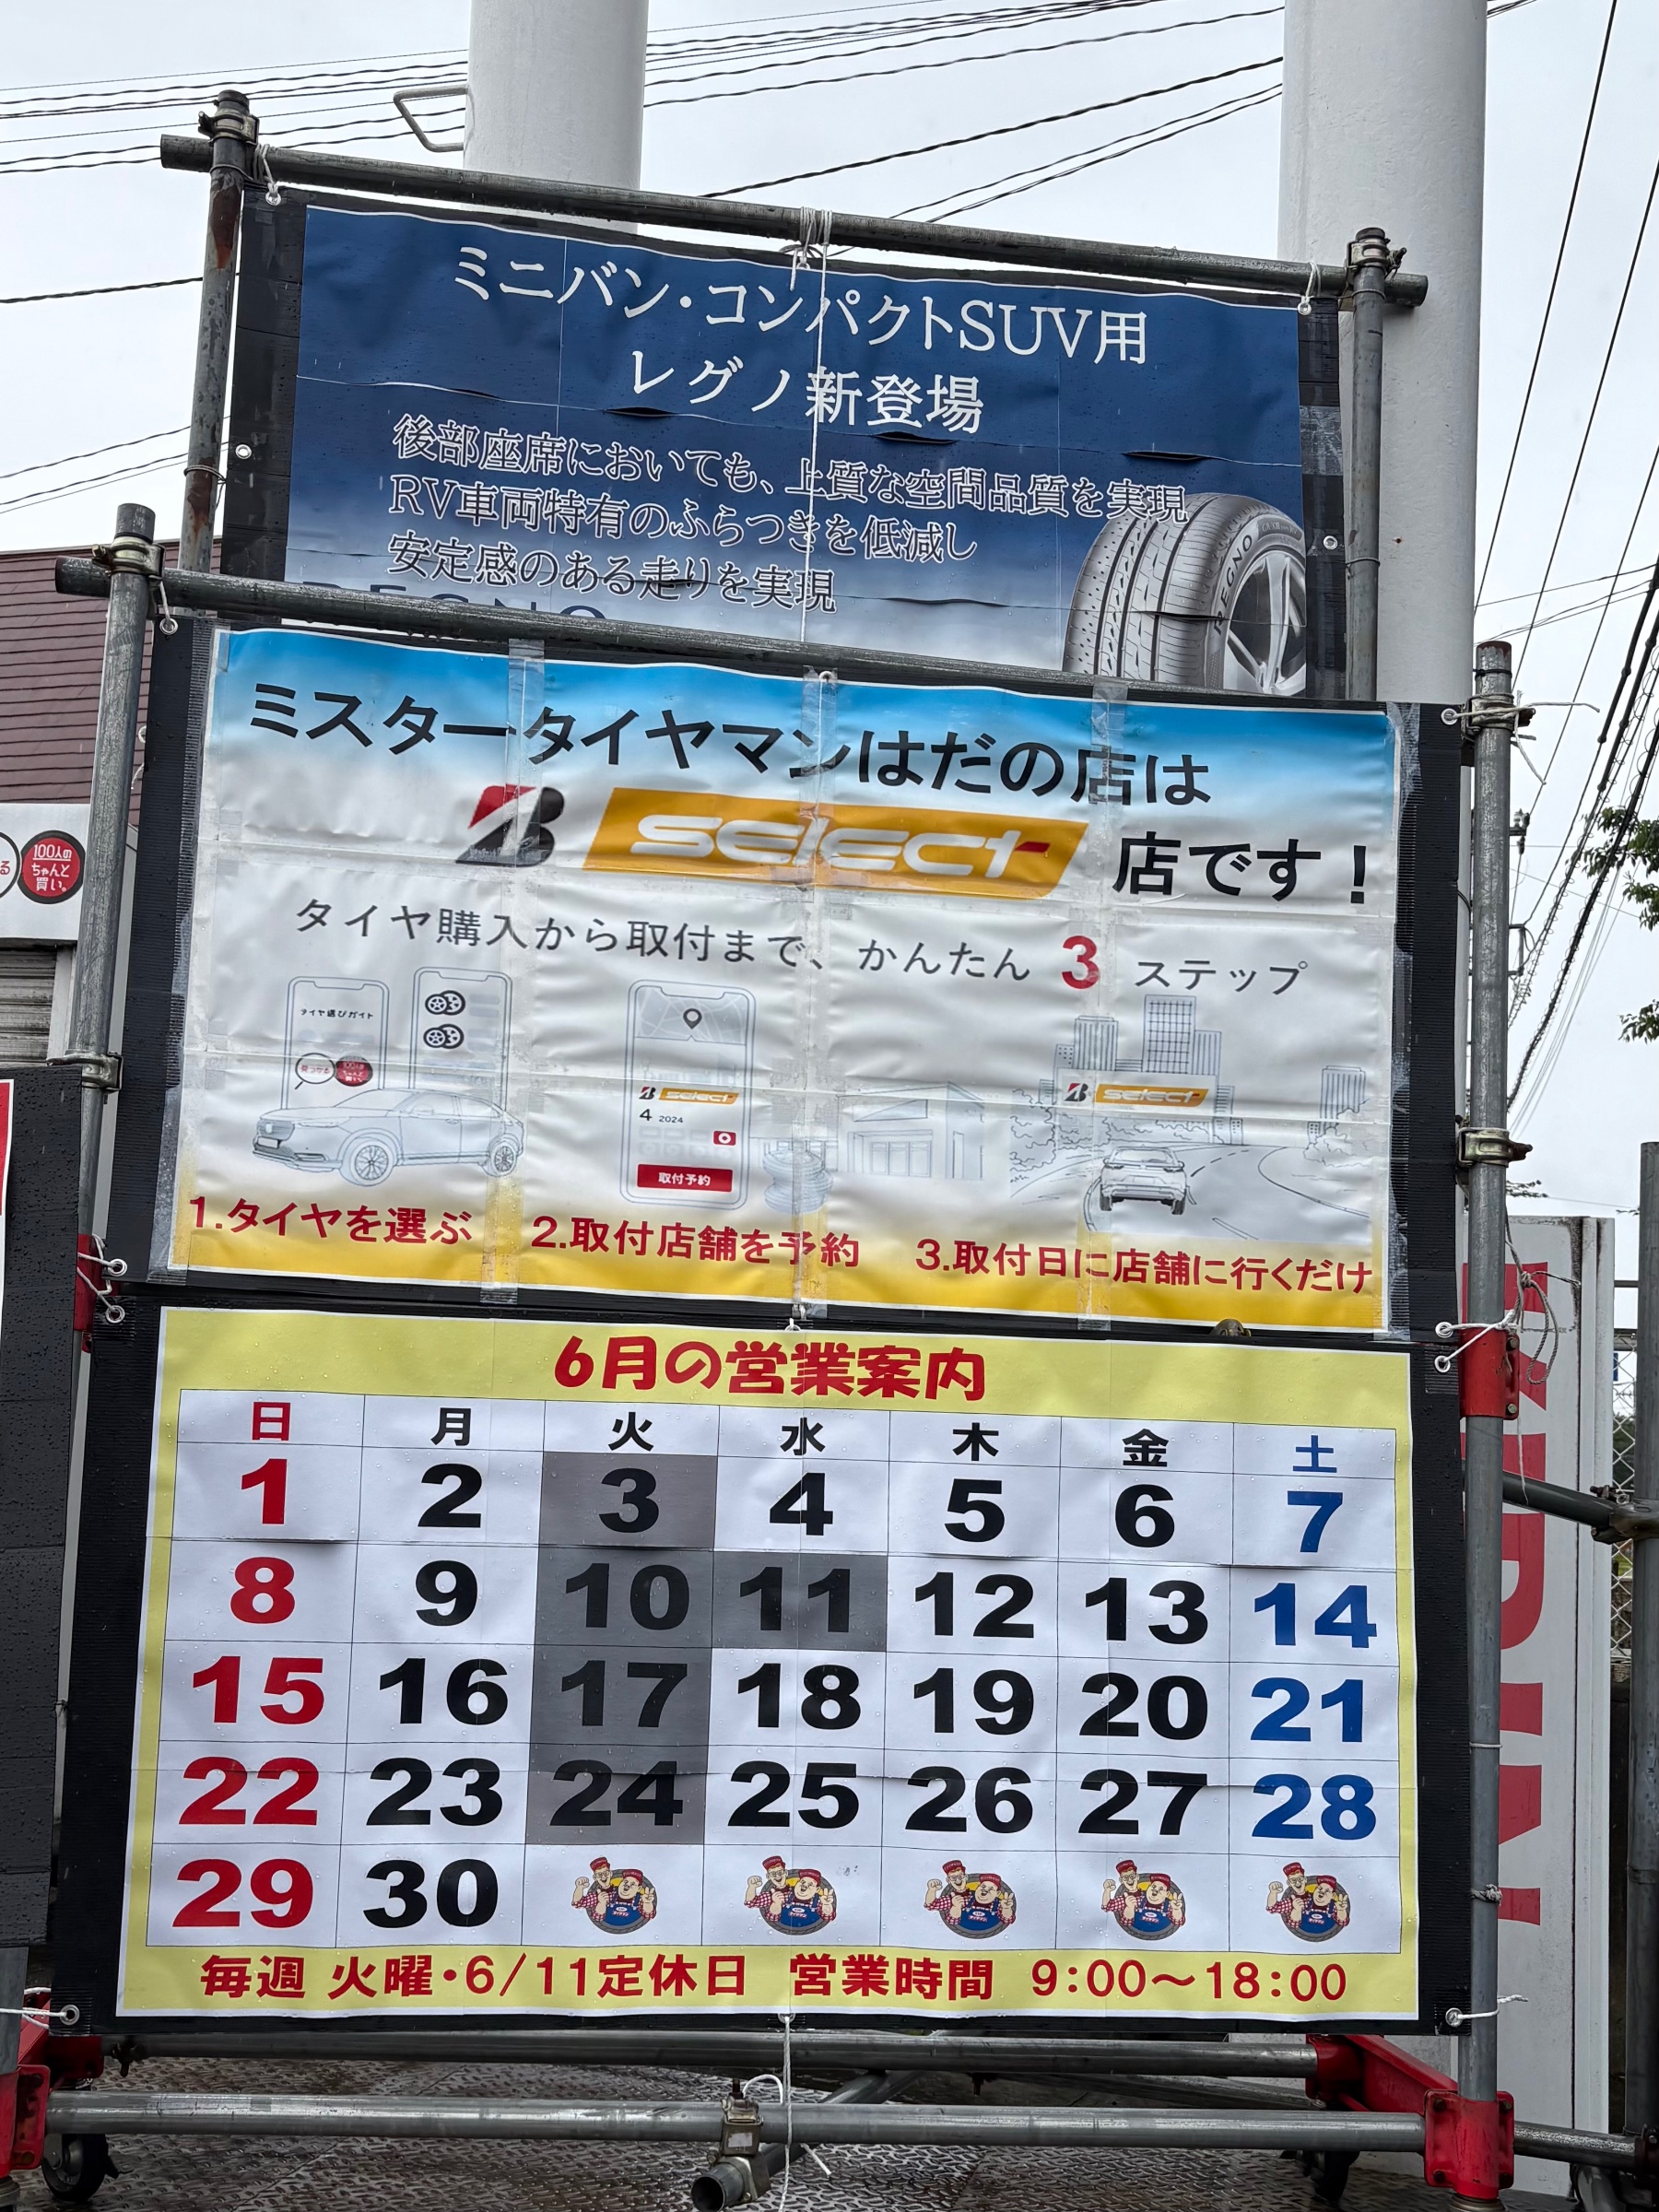 ミニバン・コンパクトSUV用
レグノ新登場
後部座席においても、上質な空間品質を実現
RV車両特有のふらつきを低減し
安定感のある走りを実現
REGNO
REGNO
ミスタータイヤマンはだの店は
B select 店です！
100人の
ちゃんと
買い。
タイヤ購入から取付まで、かんたん 3 ステップ
タイヤ選びガイド
見つかる
select
4 2024
取付予約
select
1.タイヤを選ぶ 2.取付店舗を予約 3.取付日に店舗に行くだけ
6月の営業案内
日 月 火 水 木 金 土
1 2 3 4 5 6 7
8 9 10 11 12 13 14
15 16 17 18 19 20 21
22 23 24 25 26 27 28
29 30
毎週 火曜・6/11定休日 営業時間 9:00～18:00